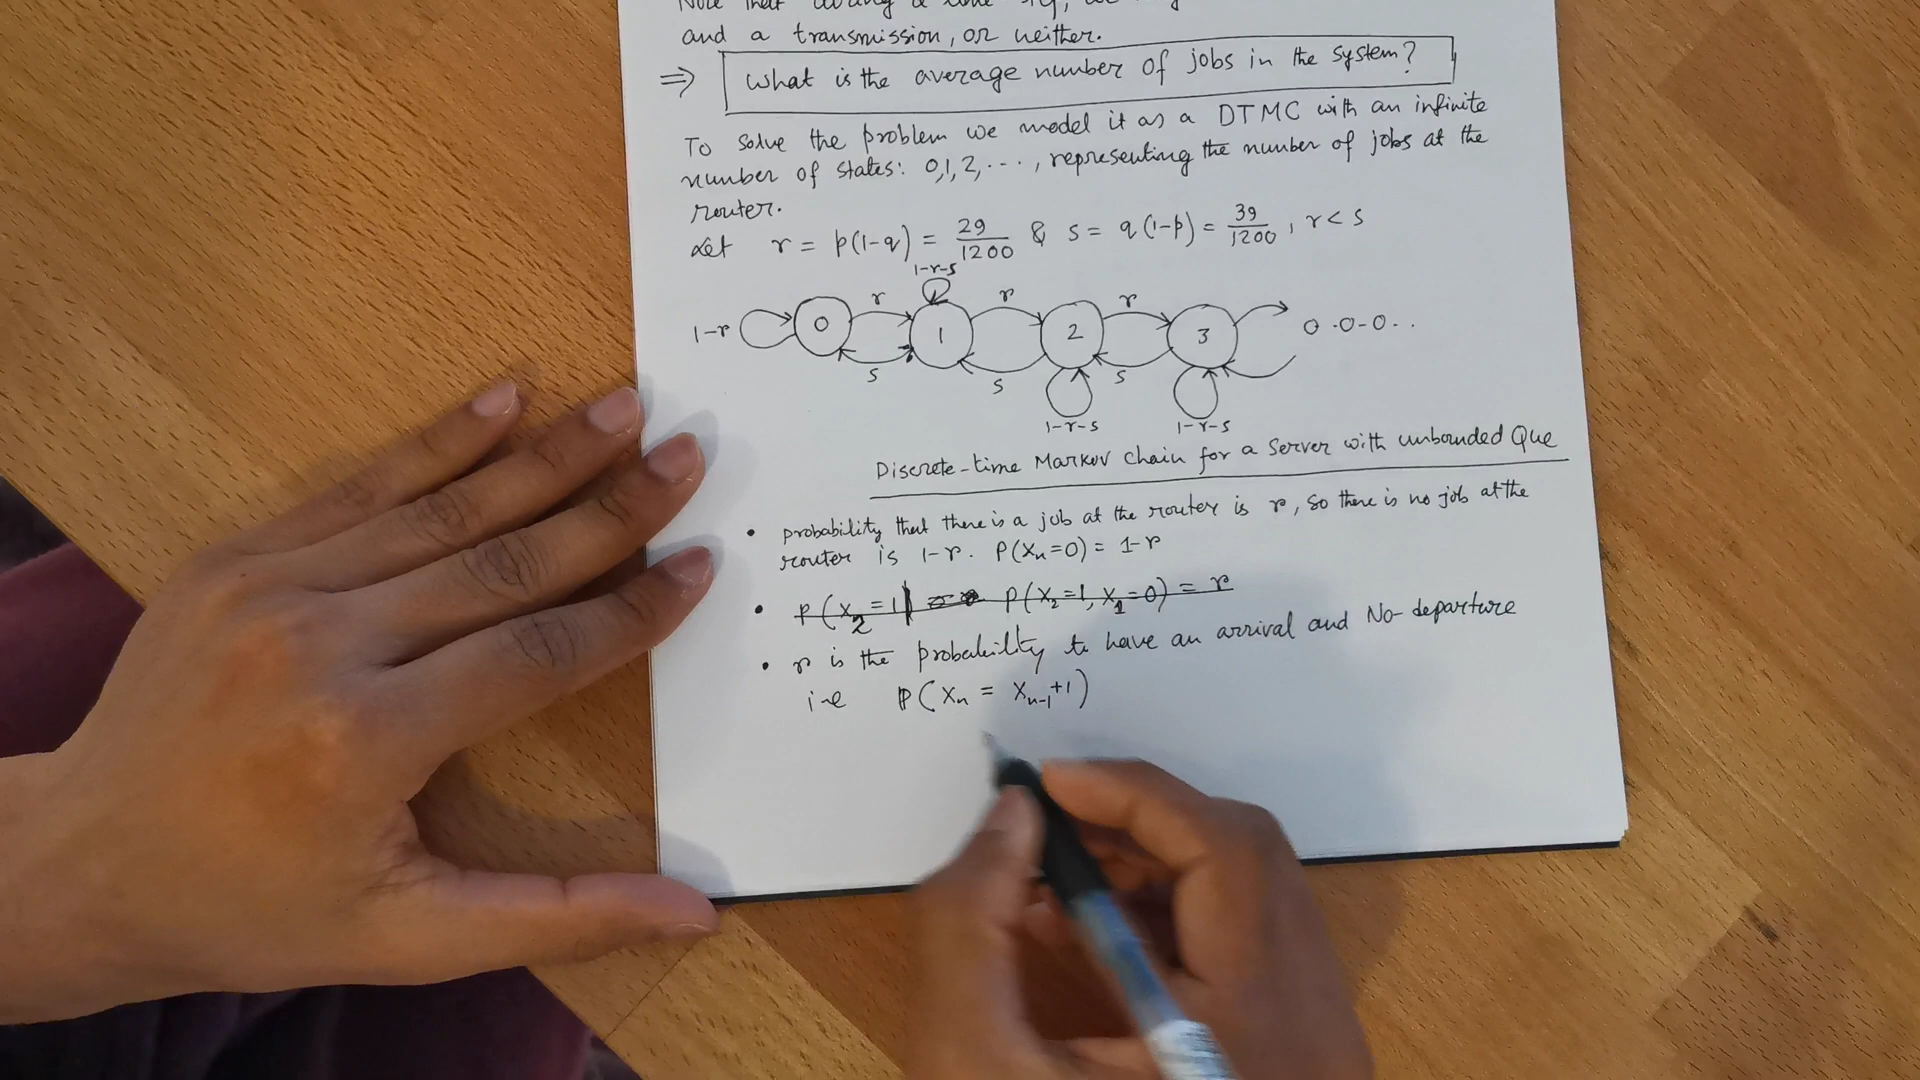 and a transmission, or neither.
⇒ What is the average number of jobs in the system?
To solve the problem we model it as a DTMC with an infinite
number of states: 0,1,2,..., representing the number of jobs at the
router.
Let r = p(1-q) = 29/1200 & s = q(1-p) = 39/1200, r < s
1-r-s
r r r
1-r 0 1 2 3 0 -0-0..
s s s
1-r-s 1-r-s
Discrete-time Markov chain for a Server with unbounded Que
• probability that there is a job at the router is r, so there is no job at the
router is 1-r. P(Xn=0) = 1-r
• P(X2=1 P(X2=1, X1=0) = r
• r is the probability to have an arrival and No-departure
i-e P(Xn = Xn-1+1)